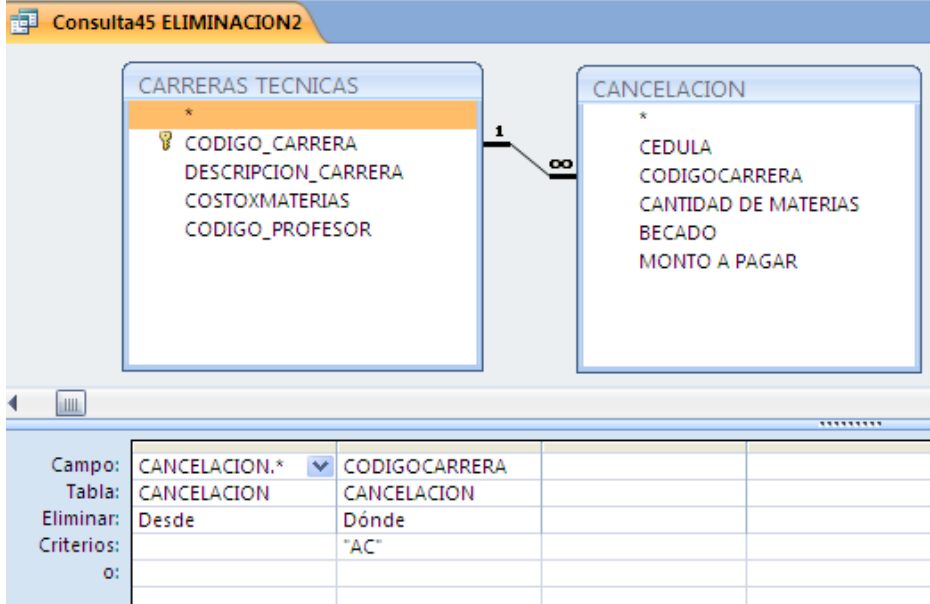 Consulta45 ELIMINACION2
CARRERAS TECNICAS
*
CODIGO_CARRERA
DESCRIPCION_CARRERA
COSTOXMATERIAS
CODIGO_PROFESOR
1
∞
CANCELACION
*
CEDULA
CODIGOCARRERA
CANTIDAD DE MATERIAS
BECADO
MONTO A PAGAR
Campo: CANCELACION.* CODIGOCARRERA
Tabla: CANCELACION CANCELACION
Eliminar: Desde Dónde
Criterios: "AC"
o: